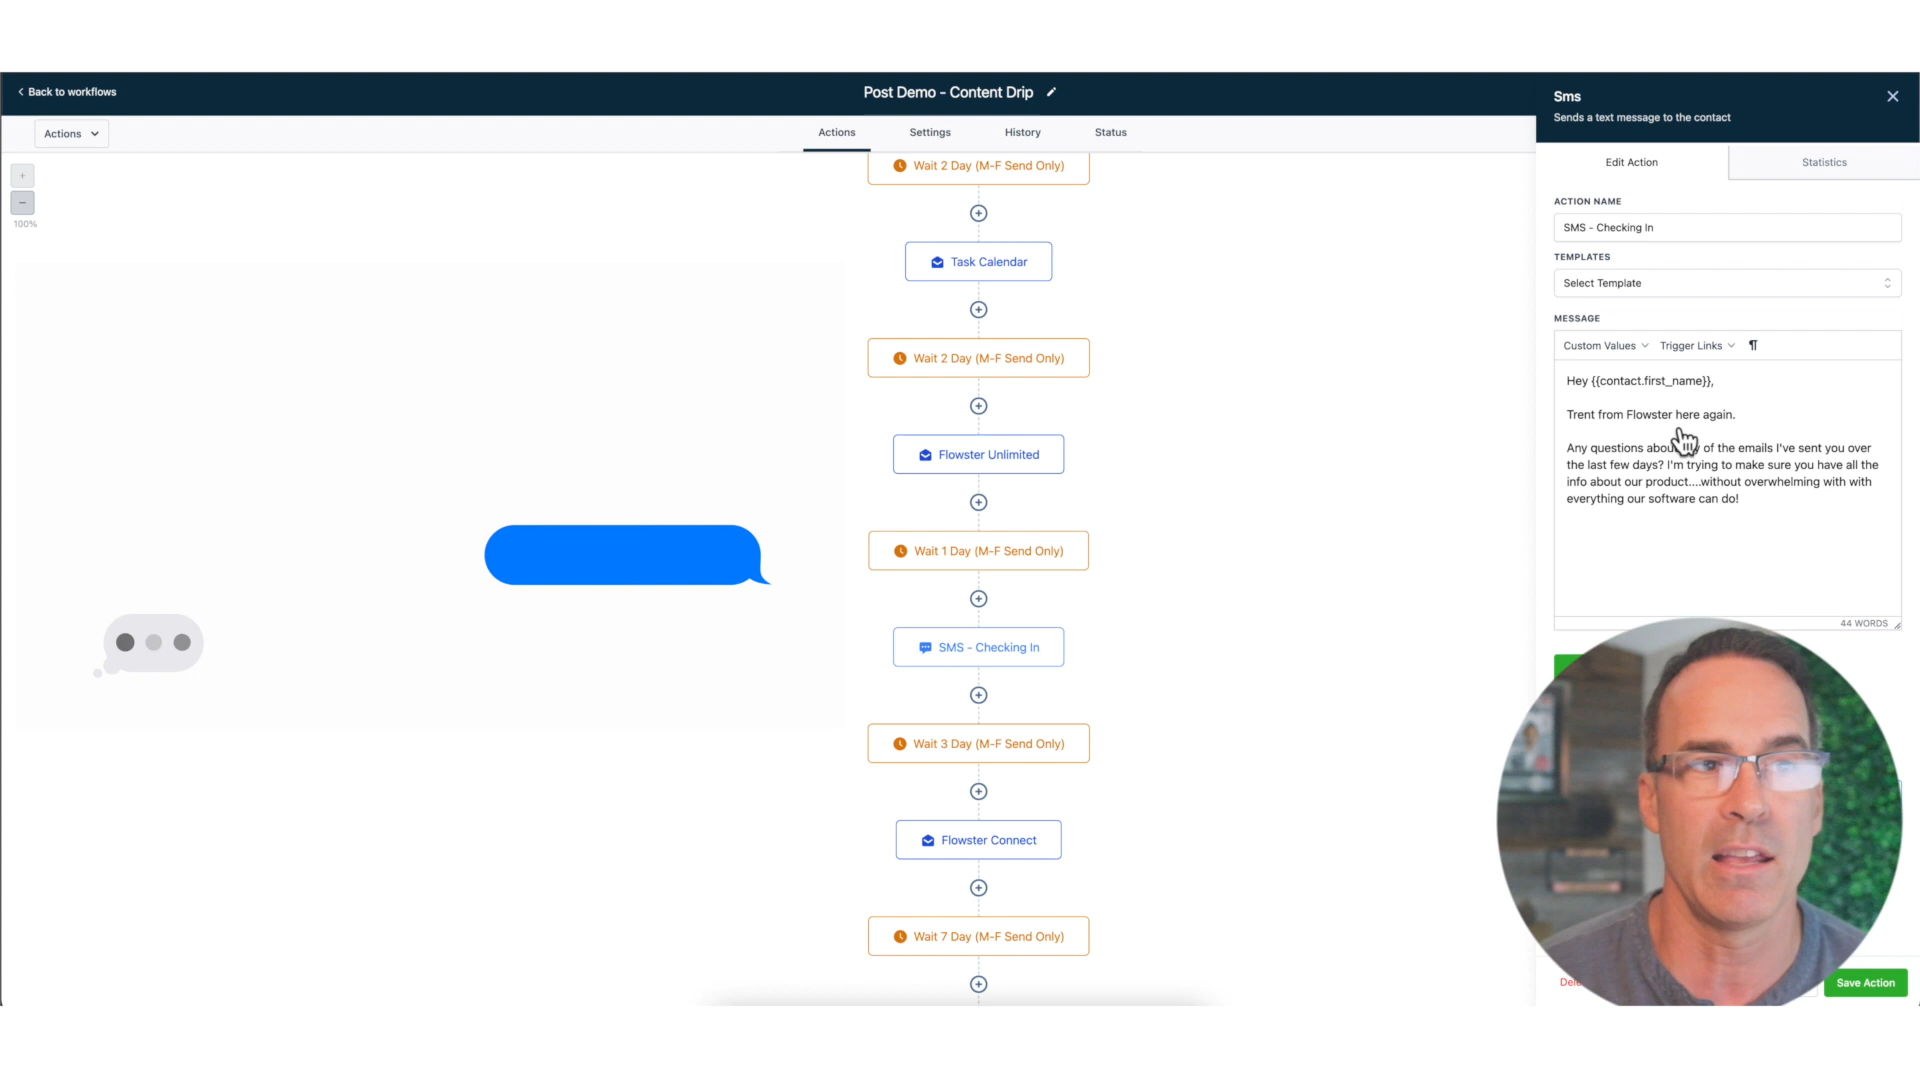 Back to workflows
Post Demo - Content Drip
Actions
Actions
Settings
History
Status
+
−
100%
Wait 2 Day (M-F Send Only)
Task Calendar
Wait 2 Day (M-F Send Only)
Flowster Unlimited
Wait 1 Day (M-F Send Only)
SMS - Checking In
Wait 3 Day (M-F Send Only)
Flowster Connect
Wait 7 Day (M-F Send Only)
Sms
Sends a text message to the contact
Edit Action
Statistics
ACTION NAME
SMS - Checking In
TEMPLATES
Select Template
MESSAGE
Custom Values
Trigger Links
¶
Hey {{contact.first_name}},
Trent from Flowster here again.
Any questions of the emails I've sent you over
the last few days? I'm trying to make sure you have all the
info about our product....without overwhelming with with
everything our software can do!
44 WORDS
Save Action